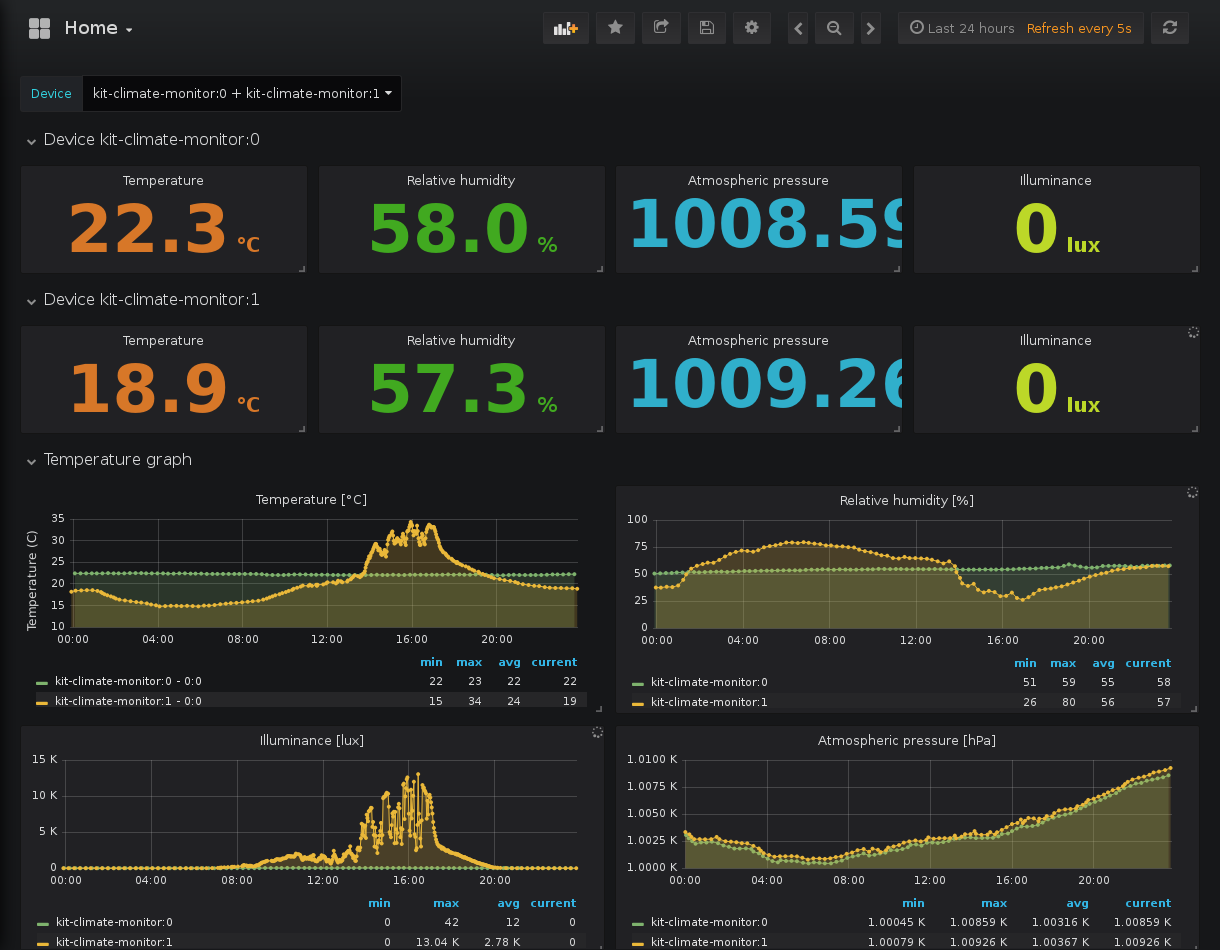 Home
Last 24 hours Refresh every 5s
Device kit-climate-monitor:0 + kit-climate-monitor:1
Device kit-climate-monitor:0
Temperature Relative humidity Atmospheric pressure Illuminance
22.3 °C 58.0 % 1008.59 0 lux
Device kit-climate-monitor:1
Temperature Relative humidity Atmospheric pressure Illuminance
18.9 °C 57.3 % 1009.26 0 lux
Temperature graph
Temperature [°C]
Temperature (C)
35
30
25
20
15
10
00:00 04:00 08:00 12:00 16:00 20:00
min max avg current
kit-climate-monitor:0 - 0:0 22 23 22 22
kit-climate-monitor:1 - 0:0 15 34 24 19
Relative humidity [%]
100
75
50
25
0
00:00 04:00 08:00 12:00 16:00 20:00
min max avg current
kit-climate-monitor:0 51 59 55 58
kit-climate-monitor:1 26 80 56 57
Illuminance [lux]
15 K
10 K
5 K
0
00:00 04:00 08:00 12:00 16:00 20:00
min max avg current
kit-climate-monitor:0 0 42 12 0
kit-climate-monitor:1 0 13.04 K 2.78 K 0
Atmospheric pressure [hPa]
1.0100 K
1.0075 K
1.0050 K
1.0025 K
1.0000 K
00:00 04:00 08:00 12:00 16:00 20:00
min max avg current
kit-climate-monitor:0 1.00045 K 1.00859 K 1.00316 K 1.00859 K
kit-climate-monitor:1 1.00079 K 1.00926 K 1.00367 K 1.00926 K